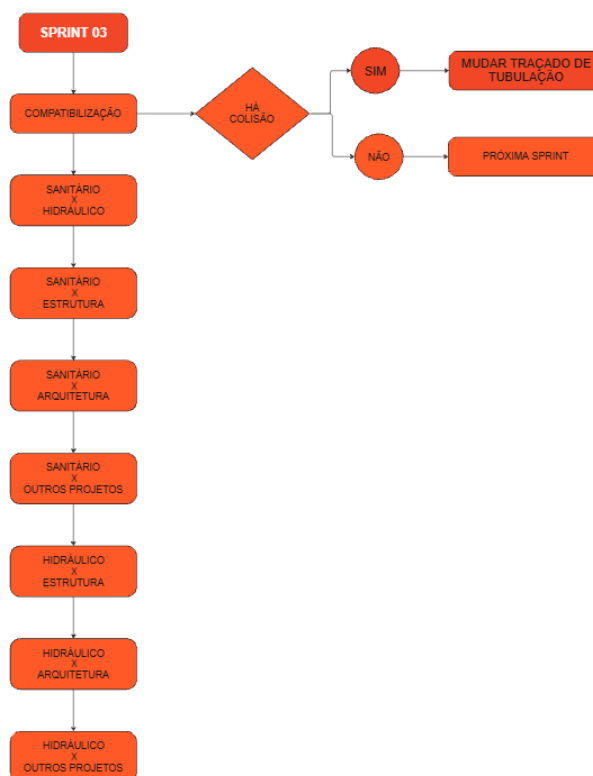 SPRINT 03
COMPATIBILIZAÇÃO
HÁ
COLISÃO
SIM
MUDAR TRAÇADO DE
TUBULAÇÃO
NÃO
PRÓXIMA SPRINT
SANITÁRIO
X
HIDRÁULICO
SANITÁRIO
X
ESTRUTURA
SANITÁRIO
X
ARQUITETURA
SANITÁRIO
X
OUTROS PROJETOS
HIDRÁULICO
X
ESTRUTURA
HIDRÁULICO
X
ARQUITETURA
HIDRÁULICO
X
OUTROS PROJETOS